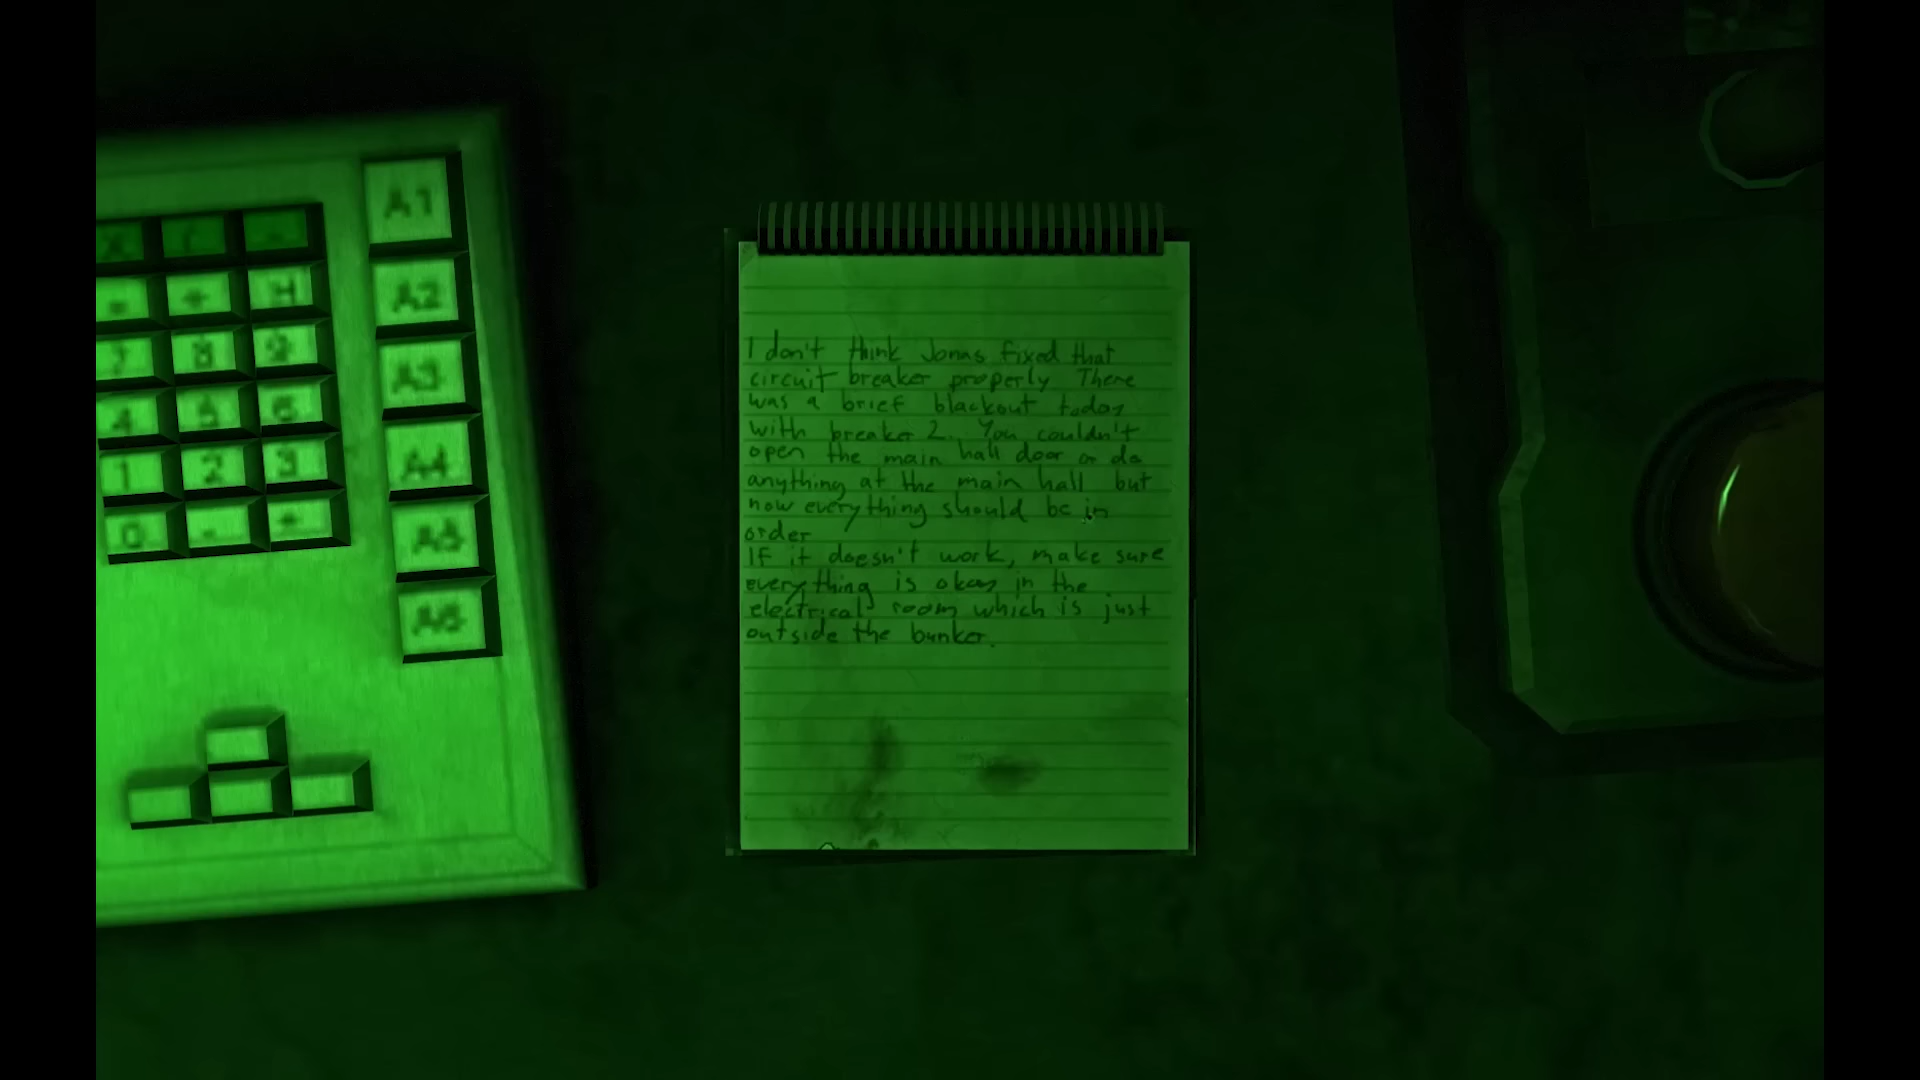 A1
A2
A3
A4
A5
A6
+ H
7 8 9
4 5 6
1 2 3
0 - +
I don't think Jonas fixed that
circuit breaker properly There
was a brief blackout today
with breaker 2. You couldn't
open the main hall door or do
anything at the main hall but
now everything should be in
order
If it doesn't work, make sure
everything is okay in the
electrical room which is just
outside the bunker.